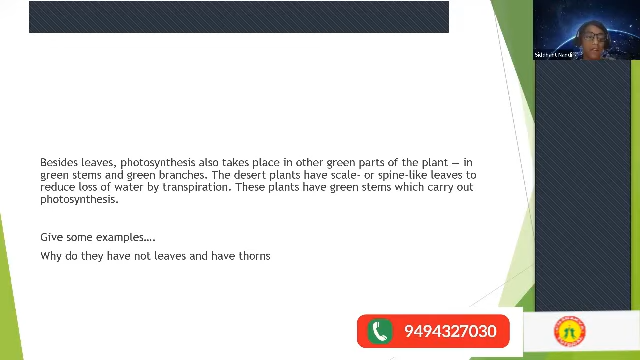 Siddhant Nandi
Besides leaves, photosynthesis also takes place in other green parts of the plant — in
green stems and green branches. The desert plants have scale- or spine-like leaves to
reduce loss of water by transpiration. These plants have green stems which carry out
photosynthesis.
Give some examples….
Why do they have not leaves and have thorns
9494327030